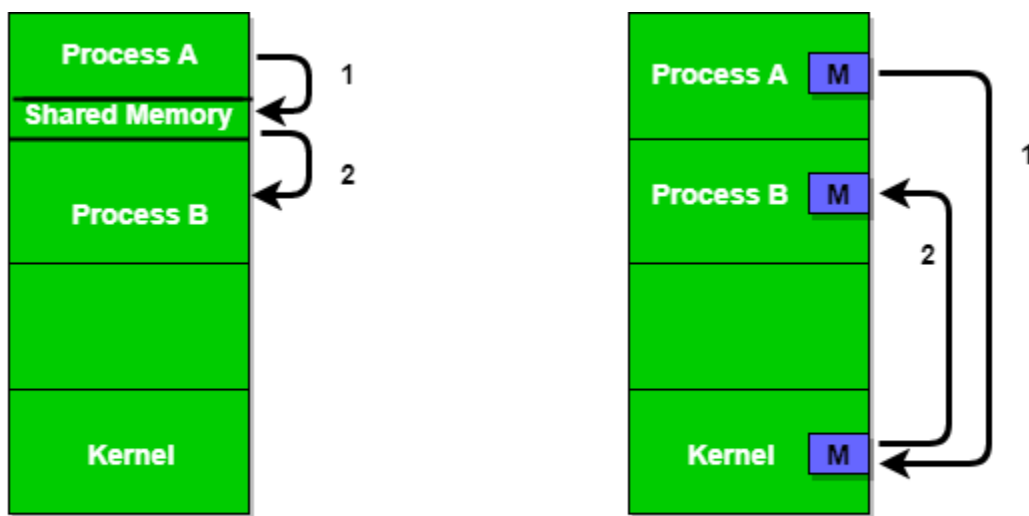 Process A
1
Shared Memory
2
Process B
Kernel
Process A M
1
Process B M
2
Kernel M